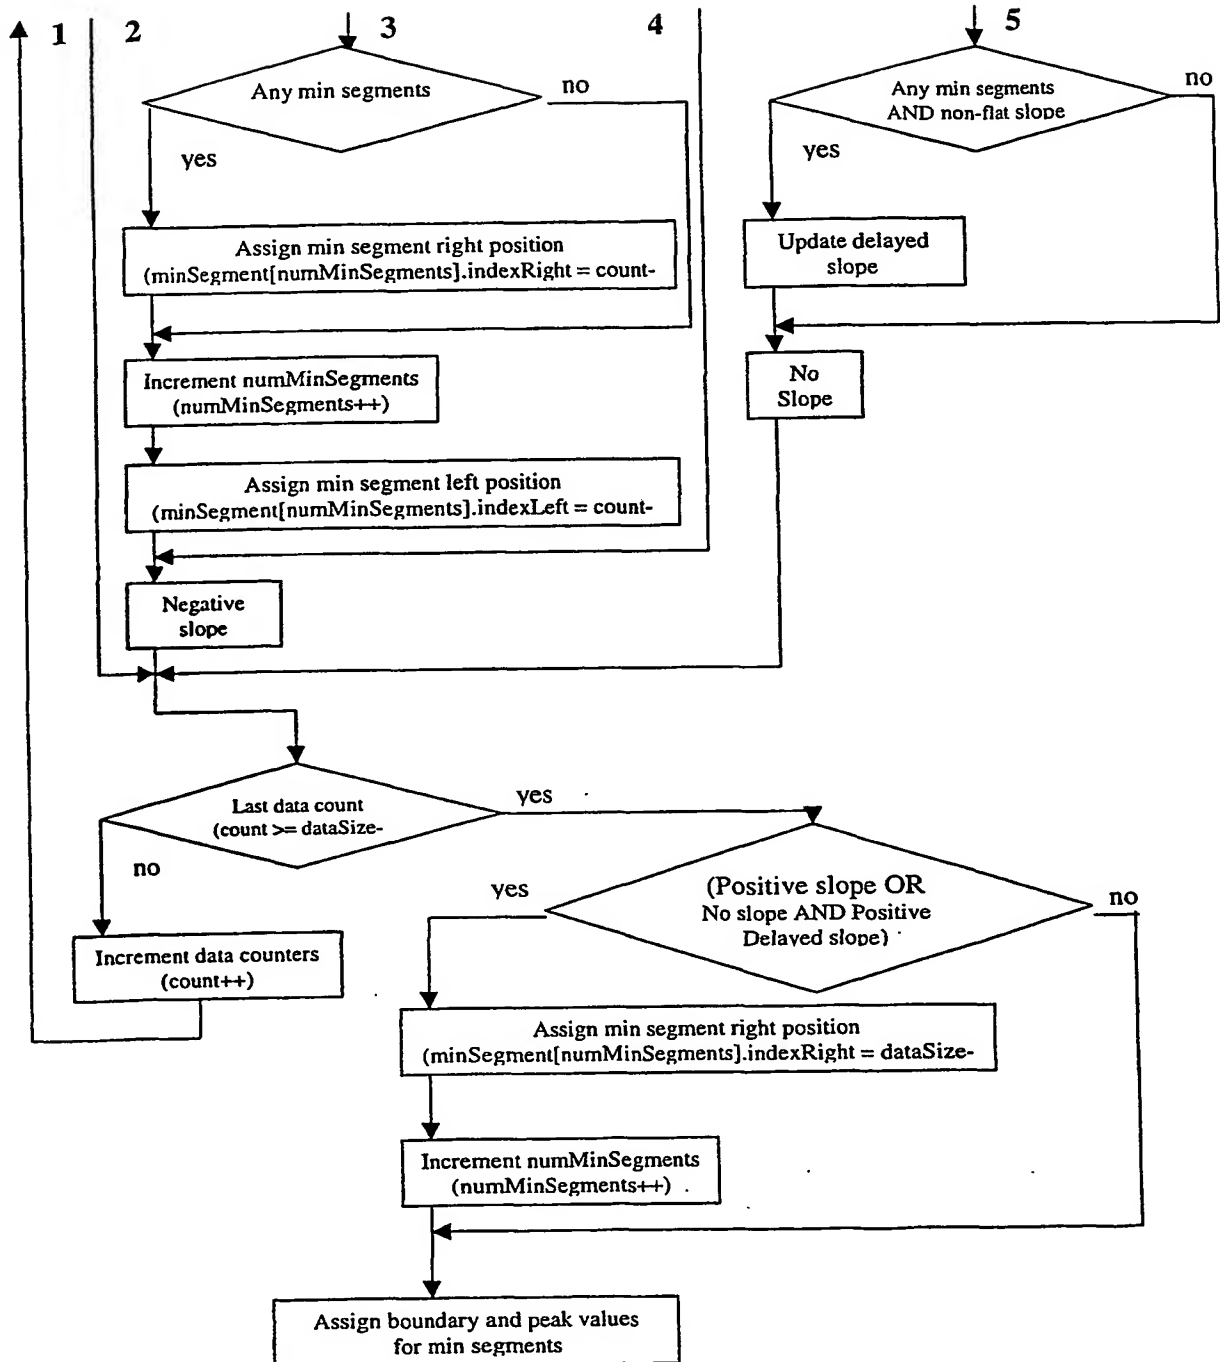 1
2
3
4
5
Any min segments
no
yes
Any min segments
AND non-flat slope
no
yes
Assign min segment right position
(minSegment[numMinSegments].indexRight = count-
Update delayed
slope
Increment numMinSegments
(numMinSegments++)
No
Slope
Assign min segment left position
(minSegment[numMinSegments].indexLeft = count-
Negative
slope
Last data count
(count >= dataSize-
yes
no
(Positive slope OR
No slope AND Positive
Delayed slope)
yes
no
Increment data counters
(count++)
Assign min segment right position
(minSegment[numMinSegments].indexRight = dataSize-
Increment numMinSegments
(numMinSegments++)
Assign boundary and peak values
for min segments